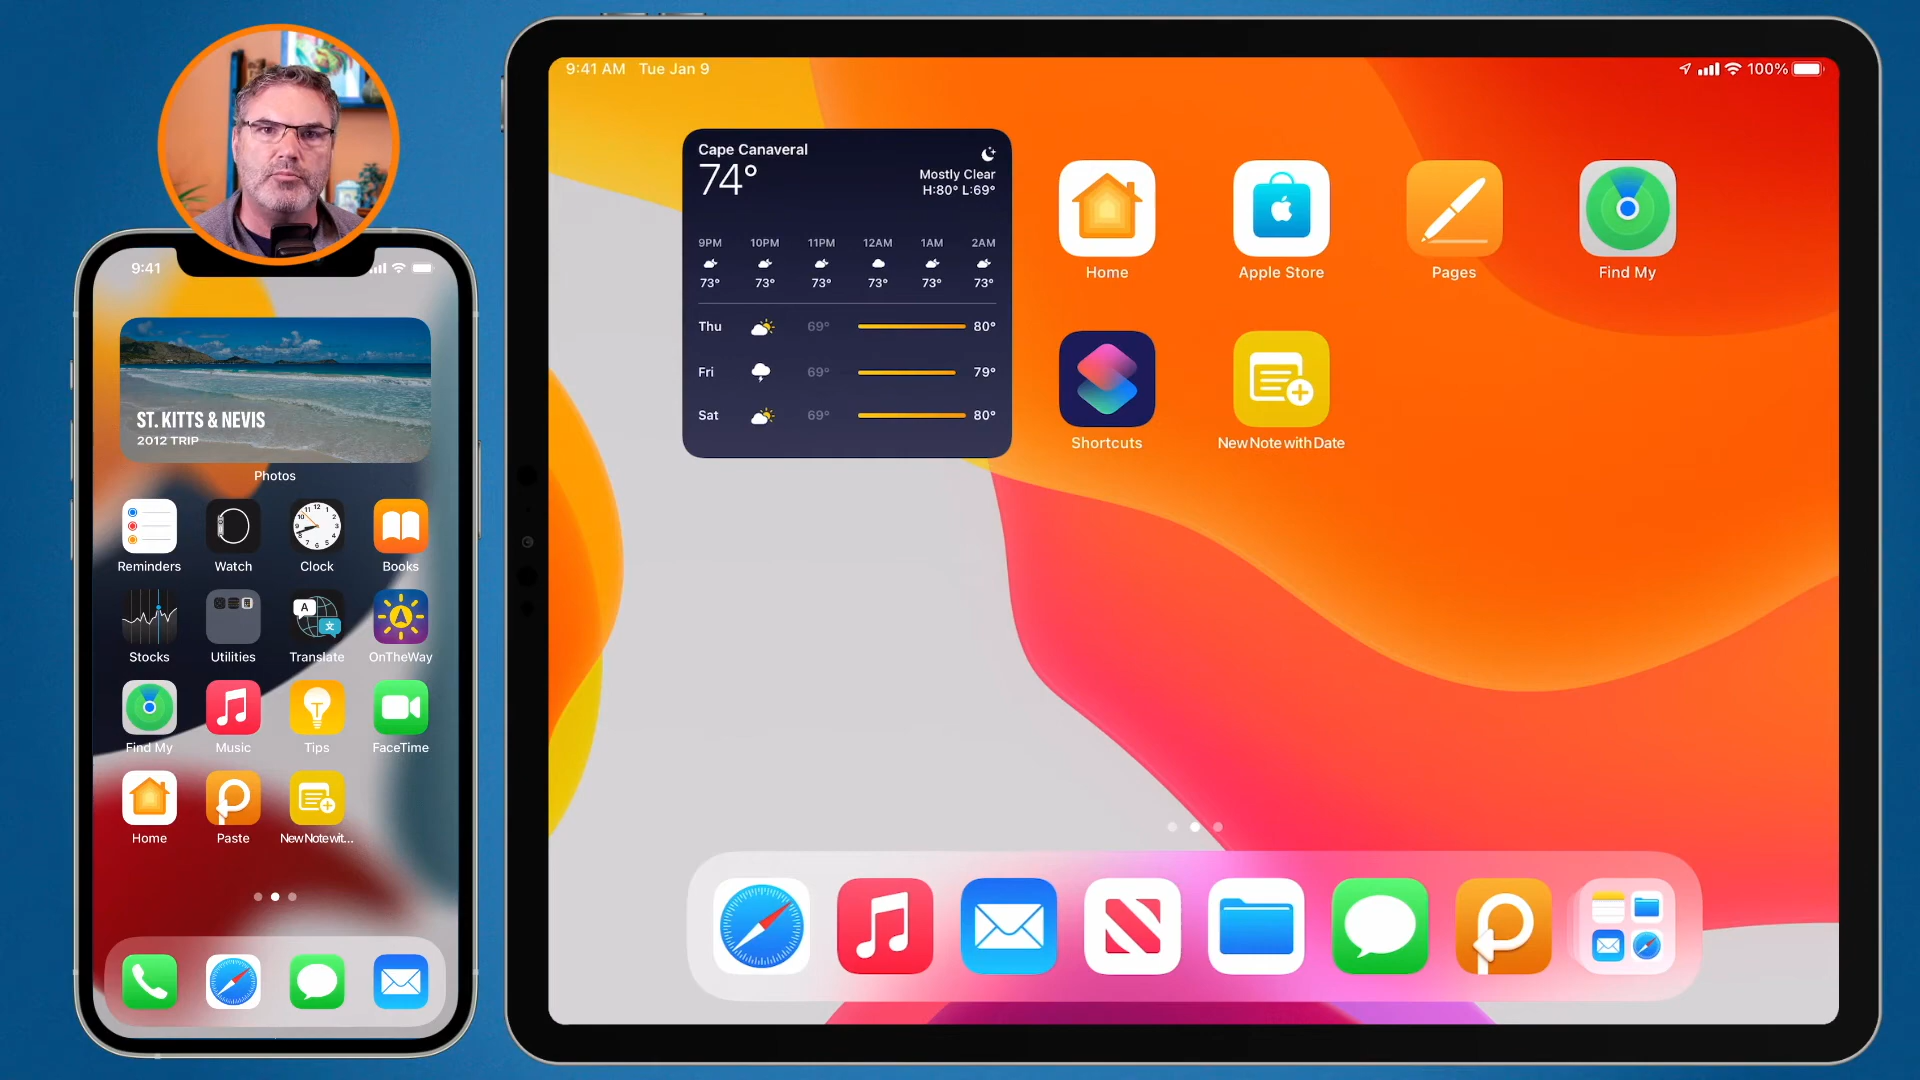 9:41
ST. KITTS & NEVIS
2012 TRIP
Photos
Reminders
Watch
Clock
Books
Stocks
Utilities
Translate
OnTheWay
Find My
Music
Tips
FaceTime
Home
Paste
New Note wit...
9:41 AM Tue Jan 9
100%
Cape Canaveral
74°
Mostly Clear
H:80° L:69°
9PM 10PM 11PM 12AM 1AM 2AM
73° 73° 73° 73° 73° 73°
Thu 69° 80°
Fri 69° 79°
Sat 69° 80°
Home
Apple Store
Pages
Find My
Shortcuts
New Note with Date